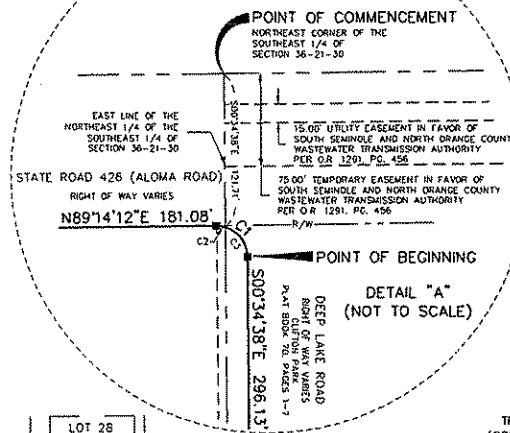 POINT OF COMMENCEMENT
NORTHEAST CORNER OF THE
SOUTHEAST 1/4 OF
SECTION 36-21-30
EAST LINE OF THE
NORTHEAST 1/4 OF THE
SOUTHEAST 1/4 OF
SECTION 36-21-30
S00°34'38"E
121.71'
15.00' UTILITY EASEMENT IN FAVOR OF
SOUTH SEMINOLE AND NORTH ORANGE COUNT
WASTEWATER TRANSMISSION AUTHORITY
PER O.R 1291, PG. 456
STATE ROAD 426 (ALOMA ROAD)
RIGHT OF WAY VARIES
75.00' TEMPORARY EASEMENT IN FAVOR OF
SOUTH SEMINOLE AND NORTH ORANGE COUNTY
WASTEWATER TRANSMISSION AUTHORITY
PER O.R 1291, PG. 456
N89°14'12"E 181.08'
R/W
C1
C2
C3
POINT OF BEGINNING
DETAIL "A"
(NOT TO SCALE)
S00°34'38"E 296.13'
DEEP LAKE ROAD
RIGHT OF WAY VARIES
CLIFTON PARK
PLAT BOOK 70, PAGES 1-7
LOT 28